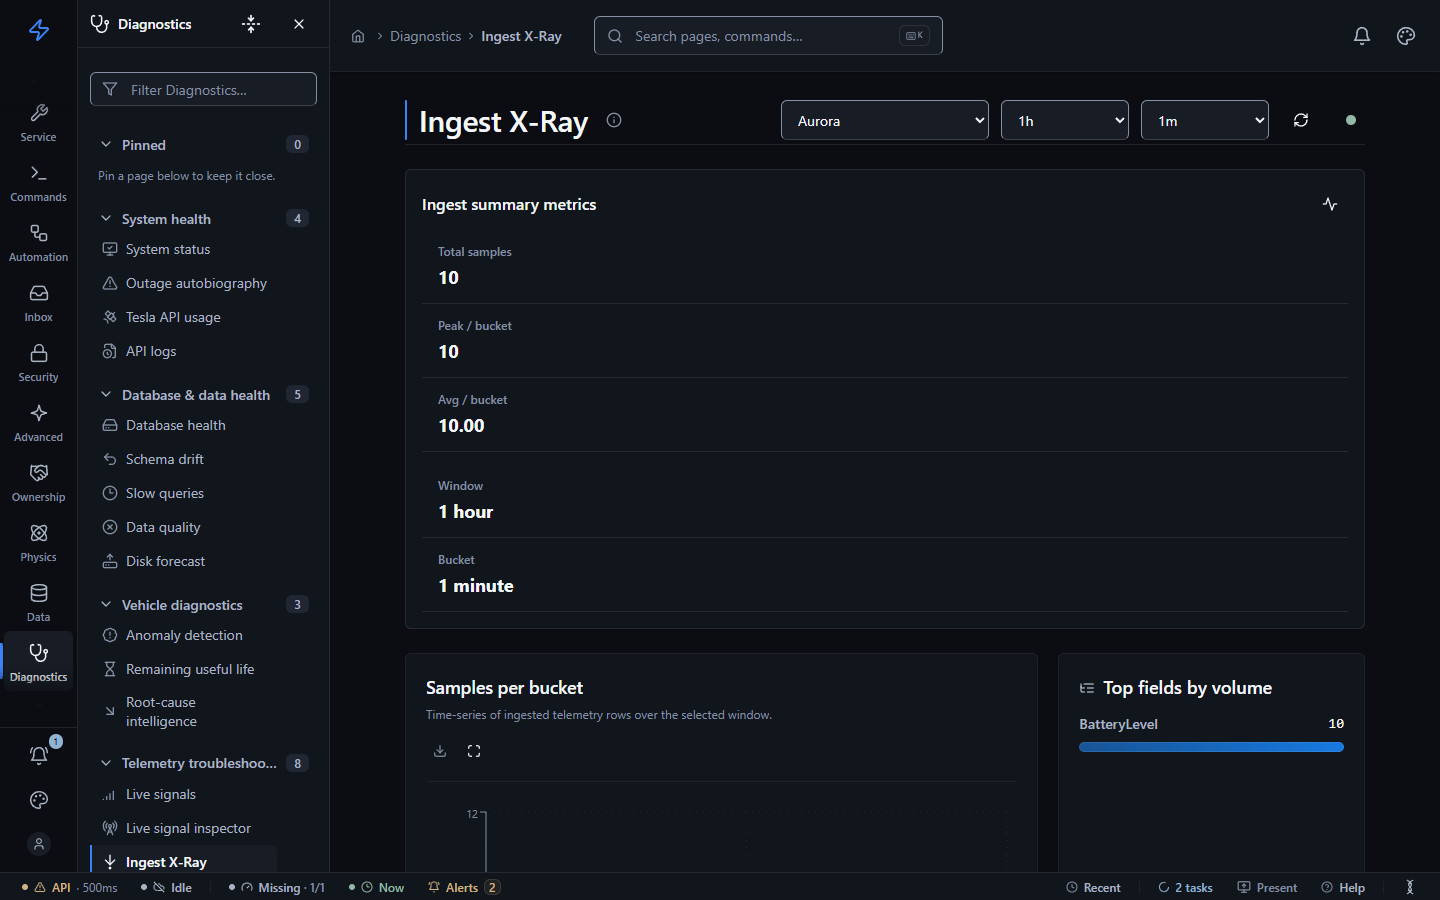 Diagnostics
Diagnostics
Ingest X-Ray
Search pages, commands...
K
Service
Commands
Automation
Inbox
Security
Advanced
Ownership
Physics
Data
Diagnostics
1
Filter Diagnostics...
Pinned
0
Pin a page below to keep it close.
System health
4
System status
Outage autobiography
Tesla API usage
API logs
Database & data health
5
Database health
Schema drift
Slow queries
Data quality
Disk forecast
Vehicle diagnostics
3
Anomaly detection
Remaining useful life
Root-cause
intelligence
Telemetry troubleshoo...
8
Live signals
Live signal inspector
Ingest X-Ray
Ingest X-Ray
Aurora
1h
1m
Ingest summary metrics
Total samples
10
Peak / bucket
10
Avg / bucket
10.00
Window
1 hour
Bucket
1 minute
Samples per bucket
Time-series of ingested telemetry rows over the selected window.
12
Top fields by volume
BatteryLevel
10
API · 500ms
Idle
Missing · 1/1
Now
Alerts 2
Recent
2 tasks
Present
Help